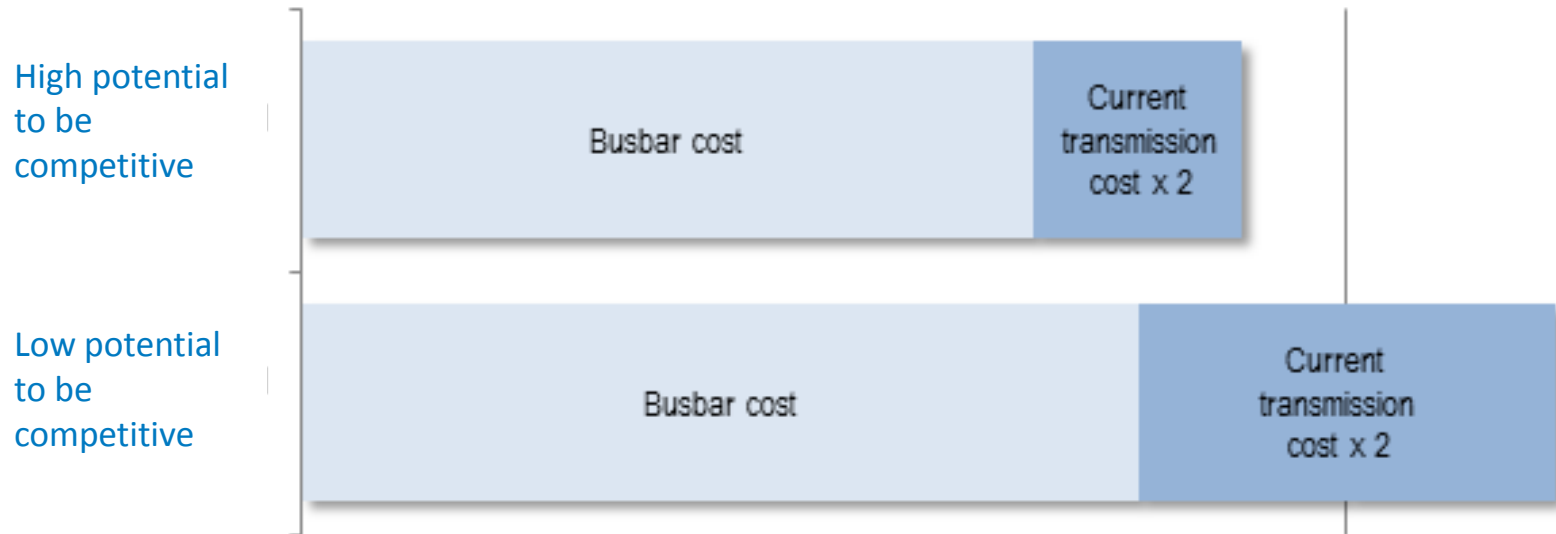 High potential
to be
competitive
Busbar cost
Current
transmission
cost x 2
Low potential
to be
competitive
Busbar cost
Current
transmission
cost x 2